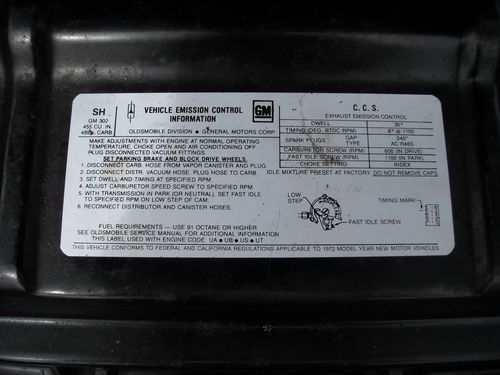 SH
GM 302
455 CU. IN.
4BBL CARB.
VEHICLE EMISSION CONTROL
INFORMATION
OLDSMOBILE DIVISION • GENERAL MOTORS CORP.
GM
MAKE ADJUSTMENTS WITH ENGINE AT NORMAL OPERATING
TEMPERATURE, CHOKE OPEN AND AIR CONDITIONING OFF.
PLUG DISCONNECTED VACUUM FITTINGS.
SET PARKING BRAKE AND BLOCK DRIVE WHEELS.
1. DISCONNECT CARB. HOSE FROM VAPOR CANISTER AND PLUG.
2. DISCONNECT DISTR. VACUUM HOSE. PLUG HOSE TO CARB.
3. SET DWELL AND TIMING AT SPECIFIED RPM.
4. ADJUST CARBURETOR SPEED SCREW TO SPECIFIED RPM
5. WITH TRANSMISSION IN PARK (OR NEUTRAL), SET FAST IDLE
TO SPECIFIED RPM ON LOW STEP OF CAM.
6. RECONNECT DISTRIBUTOR AND CANISTER HOSES.
FUEL REQUIREMENTS — USE 91 OCTANE OR HIGHER
SEE OLDSMOBILE SERVICE MANUAL FOR ADDITIONAL INFORMATION
THIS LABEL USED WITH ENGINE CODE UA • UB • US • UT
C. C. S.
EXHAUST EMISSION CONTROL
DWELL 30°
TIMING (DEG. BTDC RPM) 8° @ 1100
SPARK PLUGS GAP .040"
TYPE AC R46S
CARBURETOR SCREW (RPM) 600 (IN DRIVE)
FAST IDLE SCREW (RPM) 1100 (IN PARK)
CHOKE SETTING INDEX
IDLE MIXTURE PRESET AT FACTORY. DO NOT REMOVE CAPS.
LOW
STEP
TIMING MARK
FAST IDLE SCREW
THIS VEHICLE CONFORMS TO FEDERAL AND CALIFORNIA REGULATIONS APPLICABLE TO 1972 MODEL YEAR NEW MOTOR VEHICLES